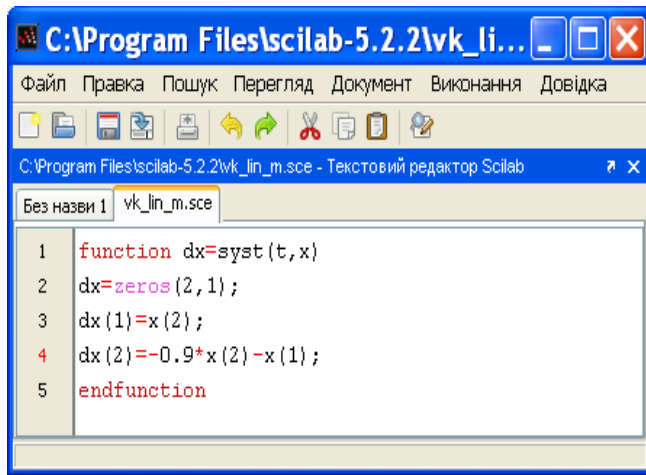 C:\Program Files\scilab-5.2.2\vk_li...
Файл Правка Пошук Перегляд Документ Виконання Довідка
C:\Program Files\scilab-5.2.2\vk_lin_m.sce - Текстовий редактор Scilab
Без назви 1 vk_lin_m.sce
1 function dx=syst(t,x)
2 dx=zeros(2,1);
3 dx(1)=x(2);
4 dx(2)=-0.9*x(2)-x(1);
5 endfunction